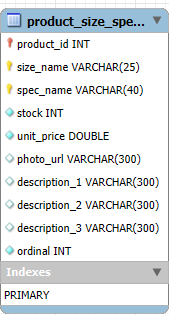 product_size_spe...
product_id INT
size_name VARCHAR(25)
spec_name VARCHAR(40)
stock INT
unit_price DOUBLE
photo_url VARCHAR(300)
description_1 VARCHAR(300)
description_2 VARCHAR(300)
description_3 VARCHAR(300)
ordinal INT
Indexes
PRIMARY